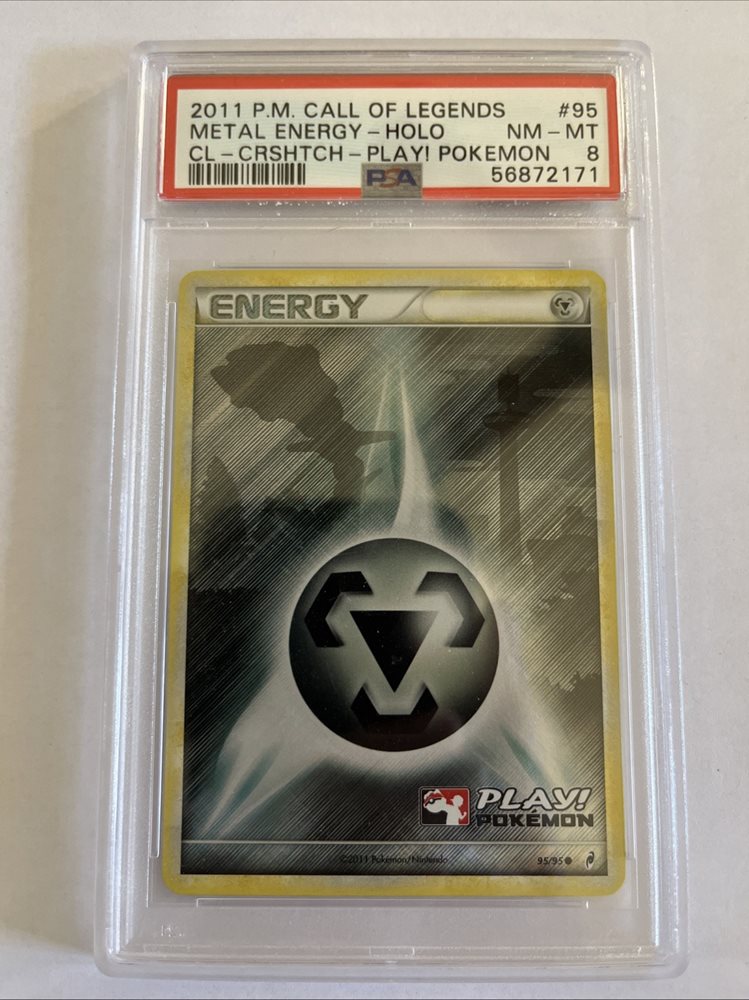 2011 P.M. CALL OF LEGENDS #95
METAL ENERGY-HOLO NM-MT
CL-CRSHTCH-PLAY! POKEMON 8
PSA 56872171
ENERGY
PLAY!
POKÉMON
©2011 Pokémon/Nintendo 95/95